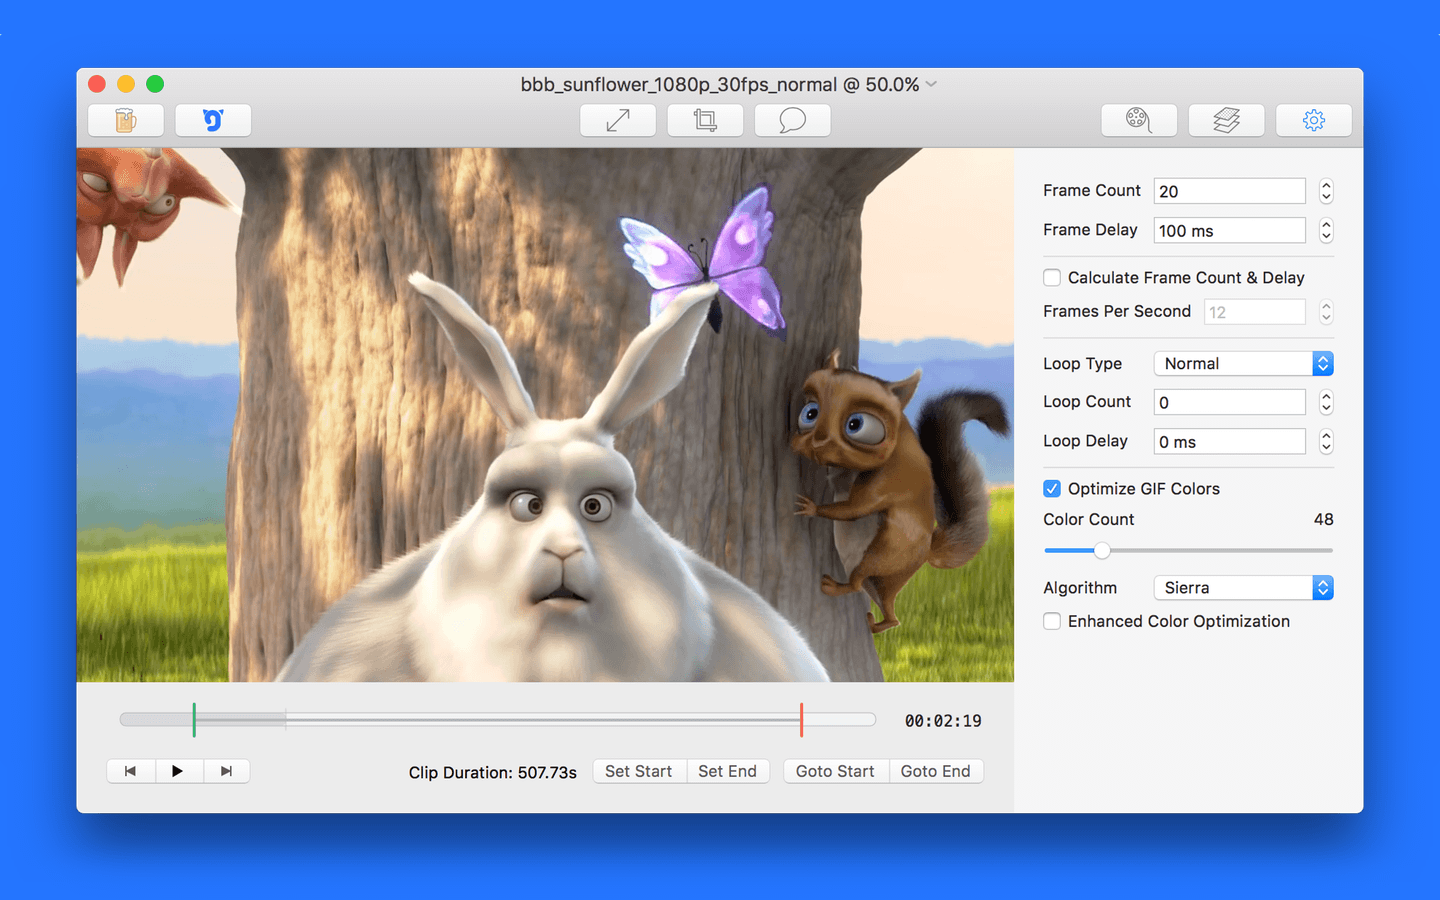 bbb_sunflower_1080p_30fps_normal @ 50.0%
Frame Count 20
Frame Delay 100 ms
Calculate Frame Count & Delay
Frames Per Second 12
Loop Type Normal
Loop Count 0
Loop Delay 0 ms
Optimize GIF Colors
Color Count 48
Algorithm Sierra
Enhanced Color Optimization
00:02:19
Clip Duration: 507.73s Set Start Set End Goto Start Goto End